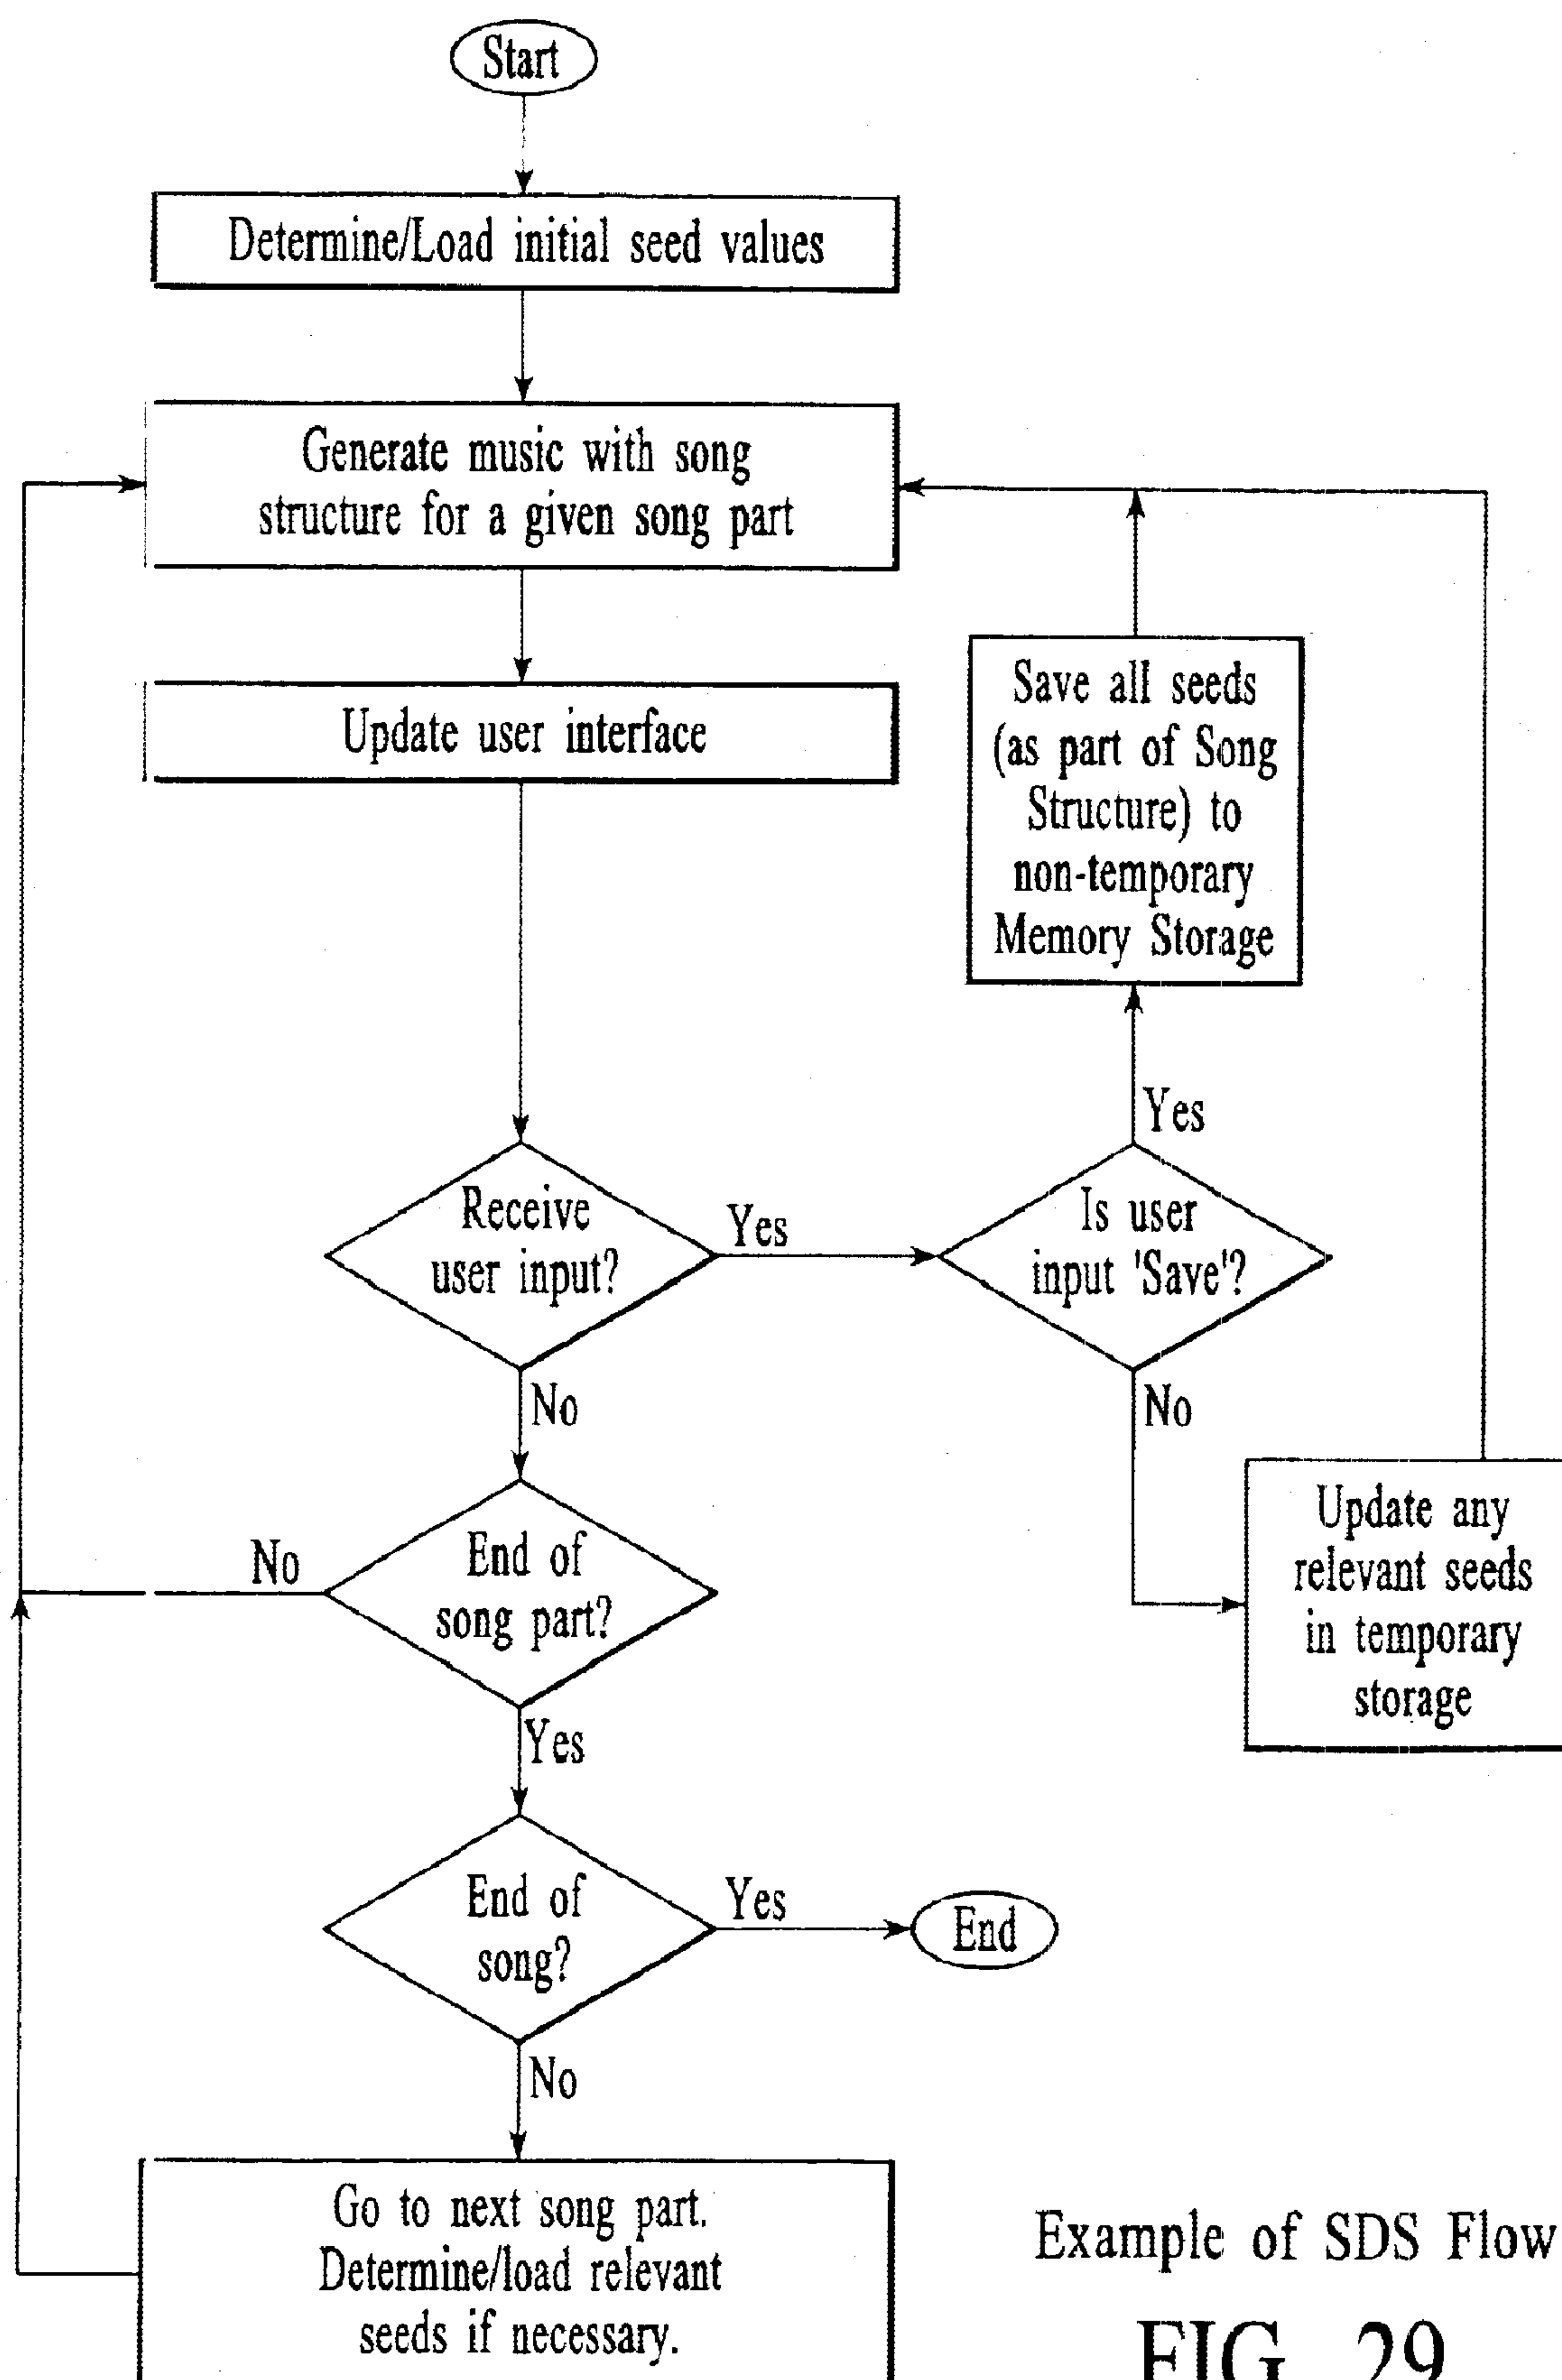 Start
Determine/Load initial seed values
Generate music with song
structure for a given song part
Update user interface
Save all seeds
(as part of Song
Structure) to
non-temporary
Memory Storage
Yes
Receive
user input?
Yes
Is user
input 'Save'?
No
No
End of
song part?
No
Update any
relevant seeds
in temporary
storage
Yes
End of
song?
Yes
End
No
Go to next song part.
Determine/load relevant
seeds if necessary.
Example of SDS Flow
FIG. 29